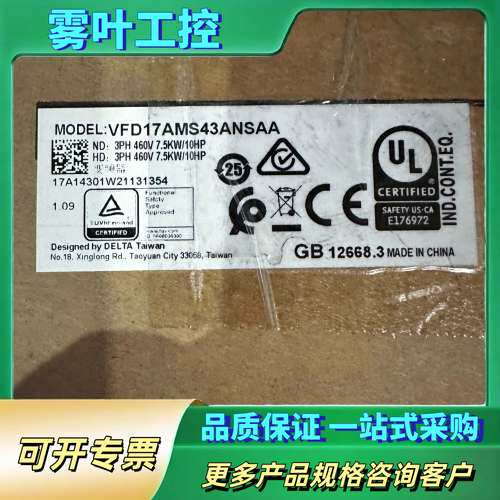 雾叶工控
MODEL:VFD17AMS43ANSAA
ND: 3PH 460V 7.5KW/10HP
HD: 3PH 460V 7.5KW/10HP
17A14301W21131354
1.09
TÜVRheinland
CERTIFIED
Functional
Safety
Type
Approved
25
UL
CERTIFIED
SAFETY US-CA
E176972
IND.CONT.EQ.
Designed by DELTA Taiwan
No.18, Xinglong Rd., Taoyuan City 33068, Taiwan
GB 12668.3 MADE IN CHINA
可开专票
品质保证 一站式采购
更多产品规格咨询客户